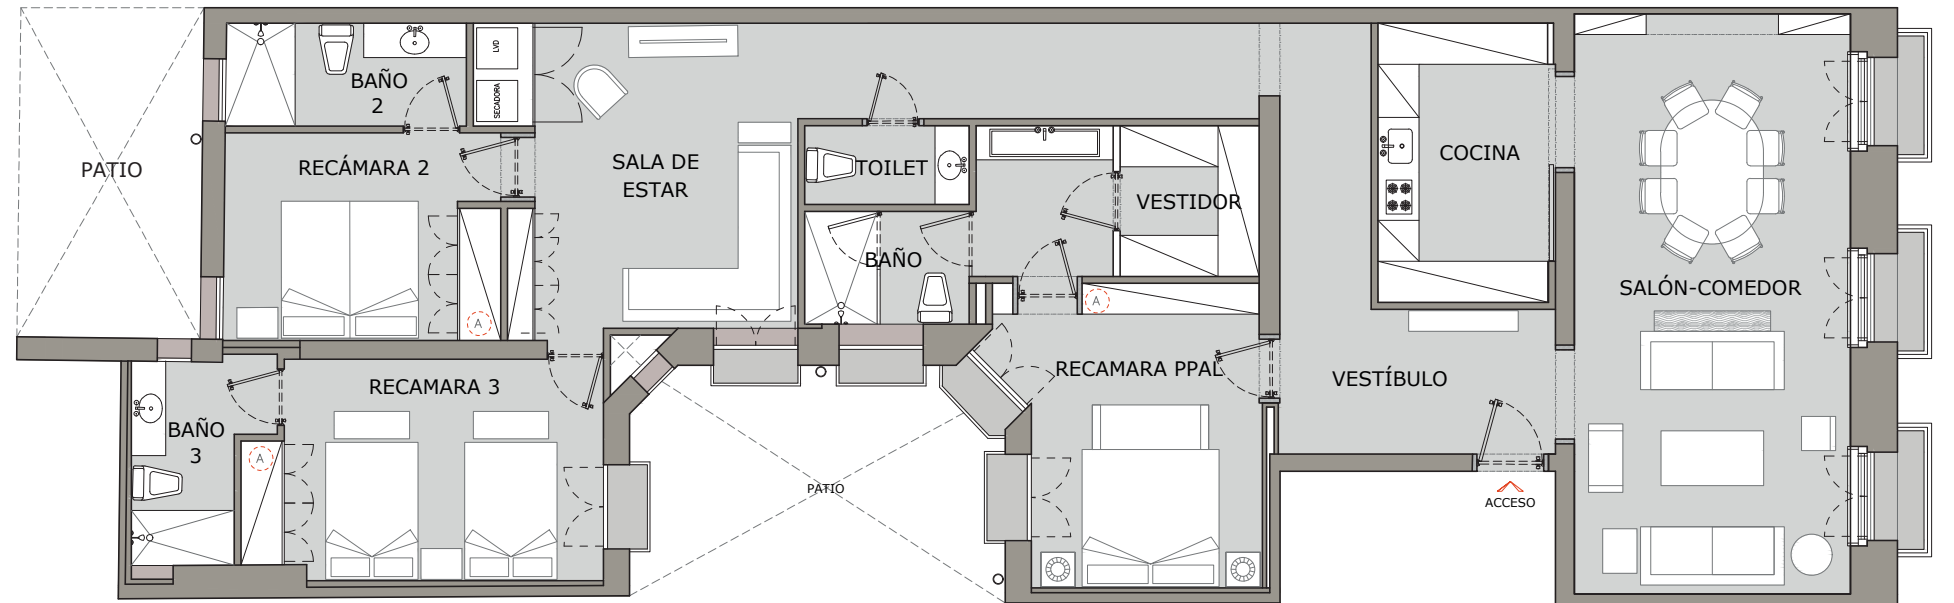 BAÑO
2
LVD
SECADORA
PATIO
RECÁMARA 2
SALA DE
ESTAR
TOILET
VESTIDOR
BAÑO
COCINA
SALÓN-COMEDOR
A
A
RECAMARA 3
RECAMARA PPAL
VESTÍBULO
BAÑO
3
A
PATIO
ACCESO